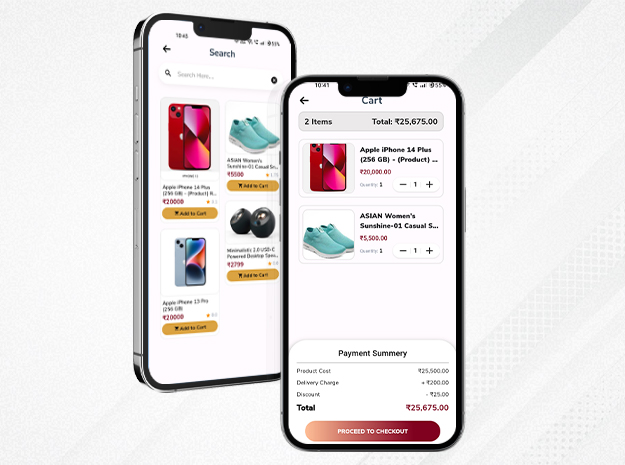 10:45
55%
Search
Search Here...
Apple iPhone 14 Plus
(256 GB) - (Product) R...
₹20000
Add to Cart
ASIAN Women's
Sunshine-01 Casual Sn...
₹5500
Add to Cart
Apple iPhone 13 Pro
(256 GB)
₹20000
Add to Cart
Minimalistic 2.0 USB-C
Powered Desktop Spea...
₹2799
Add to Cart
10:41
55%
Cart
2 Items
Total: ₹25,675.00
Apple iPhone 14 Plus
(256 GB) - (Product) ...
₹20,000.00
Quantity: 1
— 1 +
ASIAN Women's
Sunshine-01 Casual S...
₹5,500.00
Quantity: 1
— 1 +
Payment Summery
Product Cost ₹25,500.00
Delivery Charge + ₹200.00
Discount - ₹25.00
Total ₹25,675.00
PROCEED TO CHECKOUT